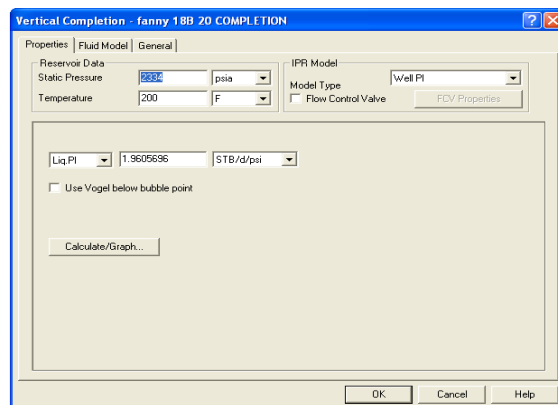 Vertical Completion - fanny 18B 20 COMPLETION
Properties Fluid Model General
Reservoir Data
Static Pressure 2334 psia
Temperature 200 F
IPR Model
Model Type Well PI
Flow Control Valve FCV Properties
Liq.PI 1.9605696 STB/d/psi
Use Vogel below bubble point
Calculate/Graph...
OK Cancel Help